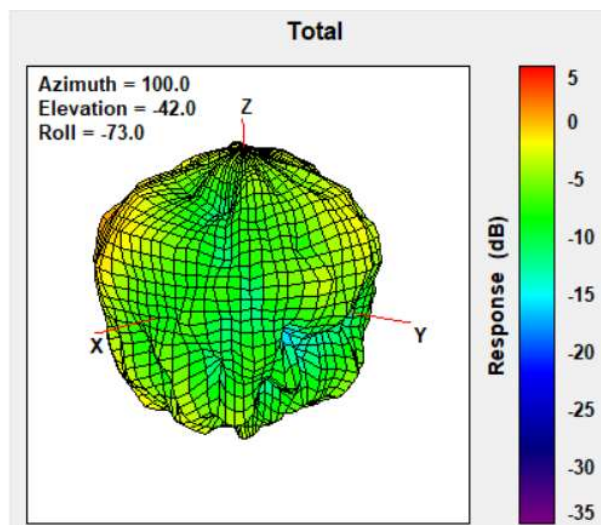 Total
Azimuth = 100.0
Elevation = -42.0
Roll = -73.0
Z
X
Y
Response (dB)
5
0
-5
-10
-15
-20
-25
-30
-35